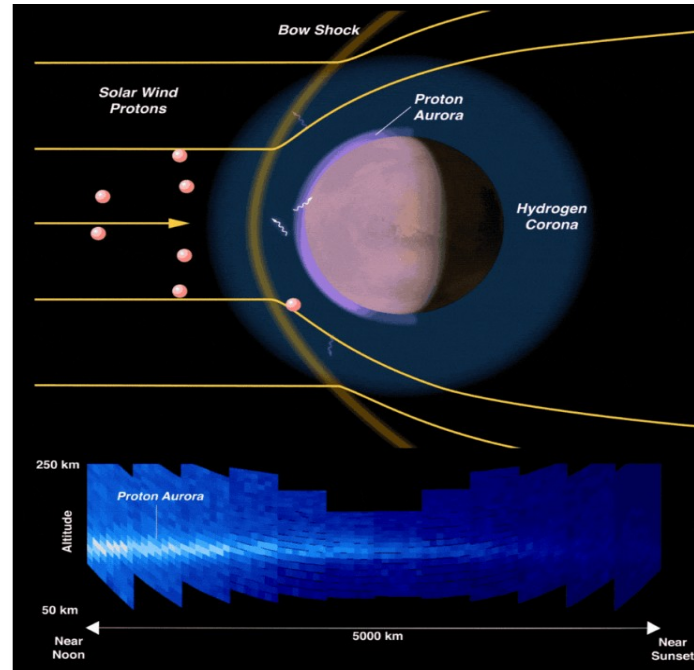 Bow Shock
Solar Wind
Protons
Proton
Aurora
Hydrogen
Corona
250 km
Proton Aurora
Altitude
50 km
Near
Noon
5000 km
Near
Sunset